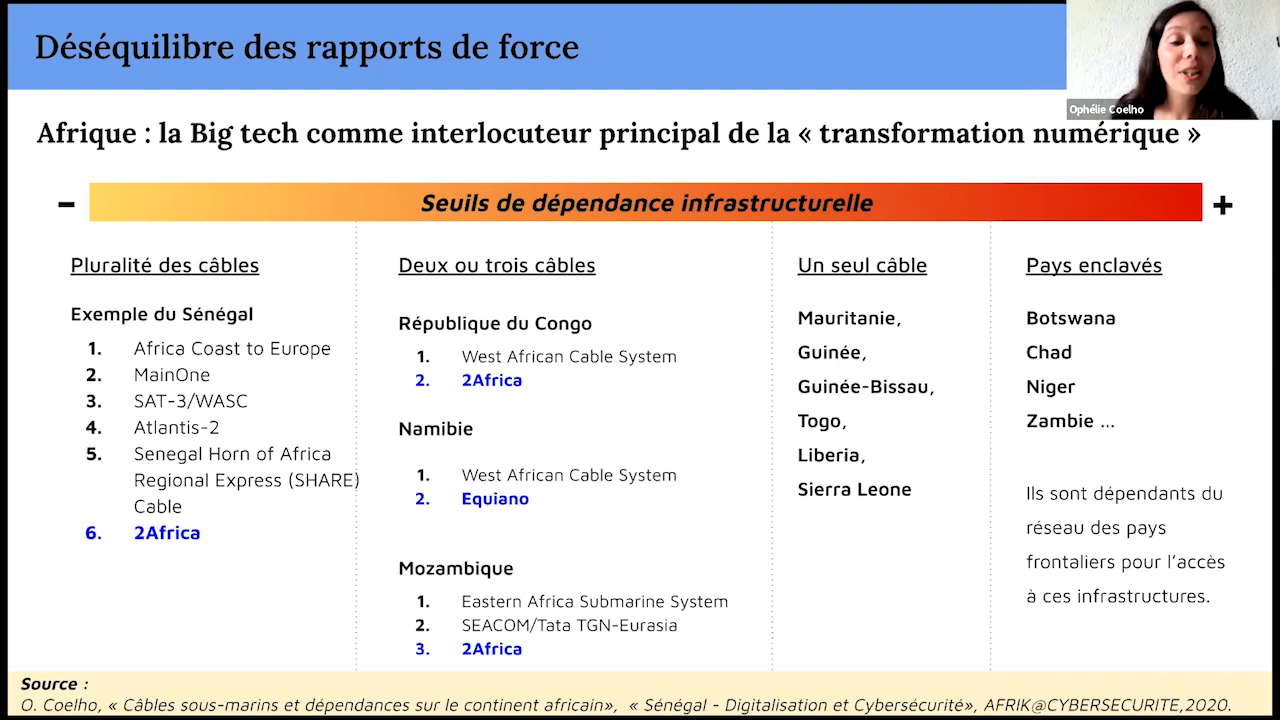 Déséquilibre des rapports de force
Ophélie Coelho
Afrique : la Big tech comme interlocuteur principal de la « transformation numérique »
- Seuils de dépendance infrastructurelle +
Pluralité des câbles
Exemple du Sénégal
1. Africa Coast to Europe
2. MainOne
3. SAT-3/WASC
4. Atlantis-2
5. Senegal Horn of Africa
Regional Express (SHARE)
Cable
6. 2Africa
Deux ou trois câbles
République du Congo
1. West African Cable System
2. 2Africa
Namibie
1. West African Cable System
2. Equiano
Mozambique
1. Eastern Africa Submarine System
2. SEACOM/Tata TGN-Eurasia
3. 2Africa
Un seul câble
Mauritanie,
Guinée,
Guinée-Bissau,
Togo,
Liberia,
Sierra Leone
Pays enclavés
Botswana
Chad
Niger
Zambie ...
Ils sont dépendants du
réseau des pays
frontaliers pour l'accès
à ces infrastructures.
Source :
O. Coelho, « Câbles sous-marins et dépendances sur le continent africain», « Sénégal - Digitalisation et Cybersécurité», AFRIK@CYBERSECURITE,2020.